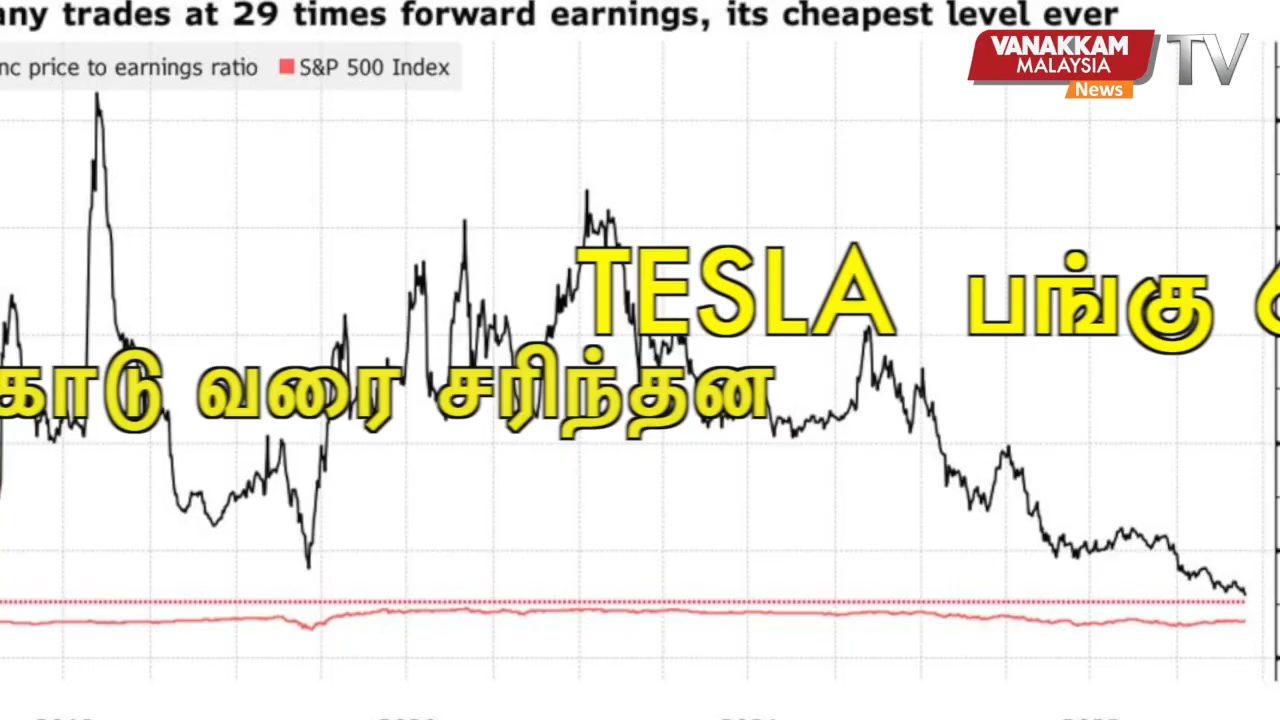 any trades at 29 times forward earnings, its cheapest level ever
nc price to earnings ratio S&P 500 Index
VANAKKAM
MALAYSIA
News
TV
TESLA பங்கு
காடு வரை சரிந்தன